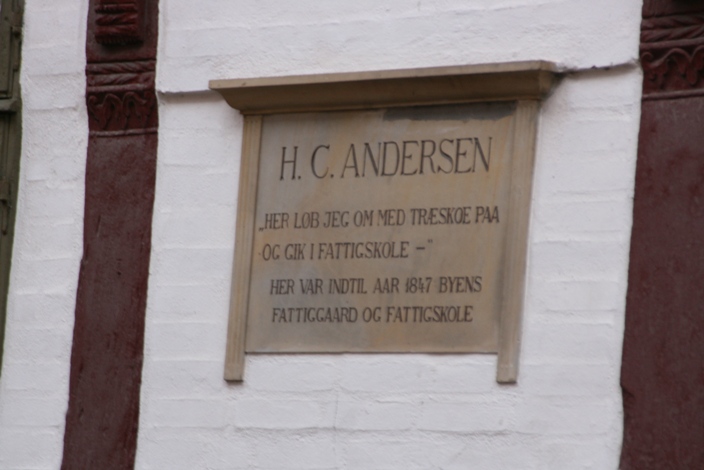 H. C. ANDERSEN
„HER LØB JEG OM MED TRÆSKOE PAA
OG GIK I FATTIGSKOLE –"
HER VAR INDTIL AAR 1847 BYENS
FATTIGGAARD OG FATTIGSKOLE